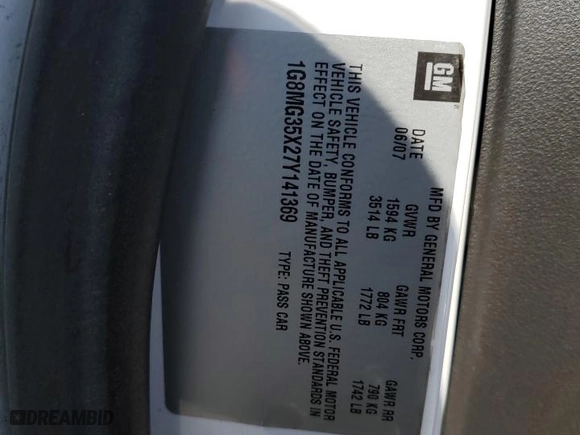 GM
MFD BY GENERAL MOTORS CORP.
DATE GVWR GAWR FRT GAWR RR
06/07 1594 KG 804 KG 790 KG
3514 LB 1772 LB 1742 LB
THIS VEHICLE CONFORMS TO ALL APPLICABLE U.S. FEDERAL MOTOR
VEHICLE SAFETY, BUMPER, AND THEFT PREVENTION STANDARDS IN
EFFECT ON THE DATE OF MANUFACTURE SHOWN ABOVE.
1G8MG35X27Y141369 TYPE: PASS CAR
DREAMBID